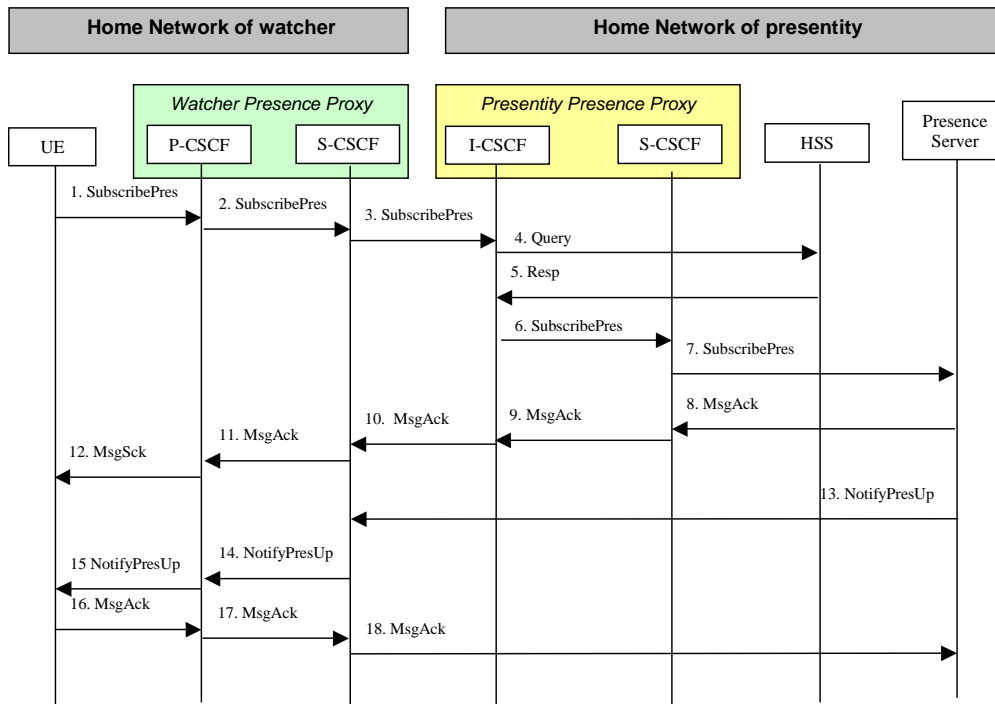 Home Network of watcher
Home Network of presentity
Watcher Presence Proxy
Presentity Presence Proxy
UE
P-CSCF
S-CSCF
I-CSCF
S-CSCF
HSS
Presence
Server
1. SubscribePres
2. SubscribePres
3. SubscribePres
4. Query
5. Resp
6. SubscribePres
7. SubscribePres
8. MsgAck
9. MsgAck
10. MsgAck
11. MsgAck
12. MsgSck
13. NotifyPresUp
14. NotifyPresUp
15 NotifyPresUp
16. MsgAck
17. MsgAck
18. MsgAck